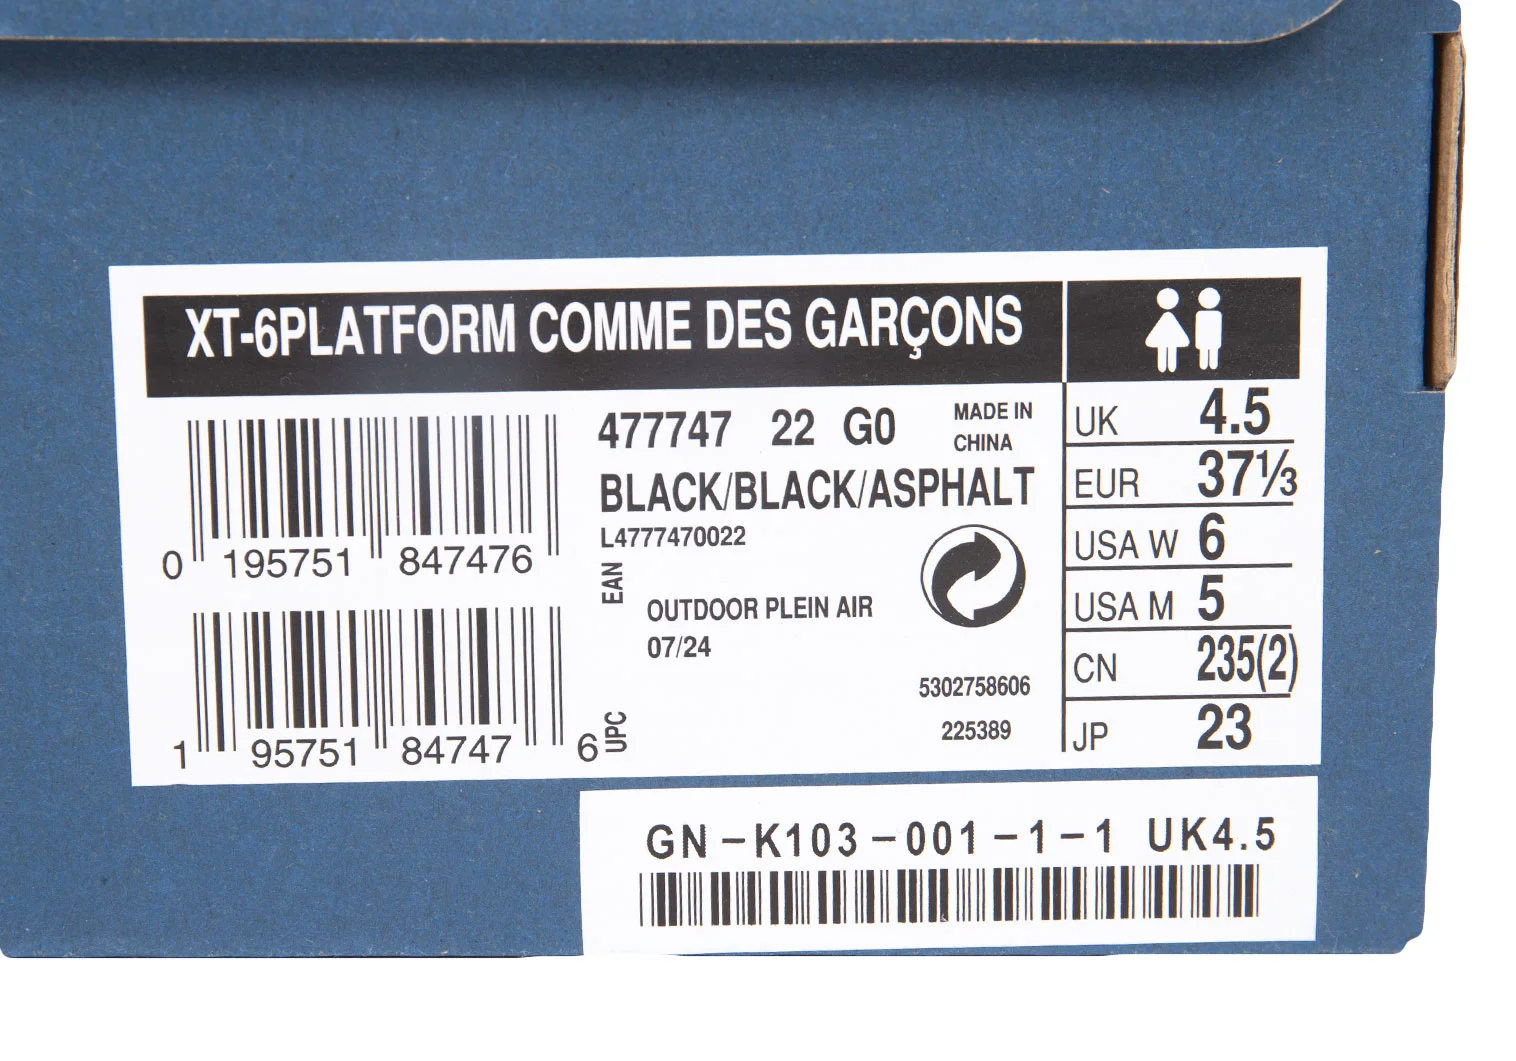 XT-6PLATFORM COMME DES GARÇONS
477747 22 G0 MADE IN
CHINA
BLACK/BLACK/ASPHALT
L4777470022
0 195751 847476
EAN
OUTDOOR PLEIN AIR
07/24
5302758606
225389
1 95751 84747 6
UPC
UK 4.5
EUR 37⅓
USA W 6
USA M 5
CN 235(2)
JP 23
GN-K103-001-1-1 UK4.5